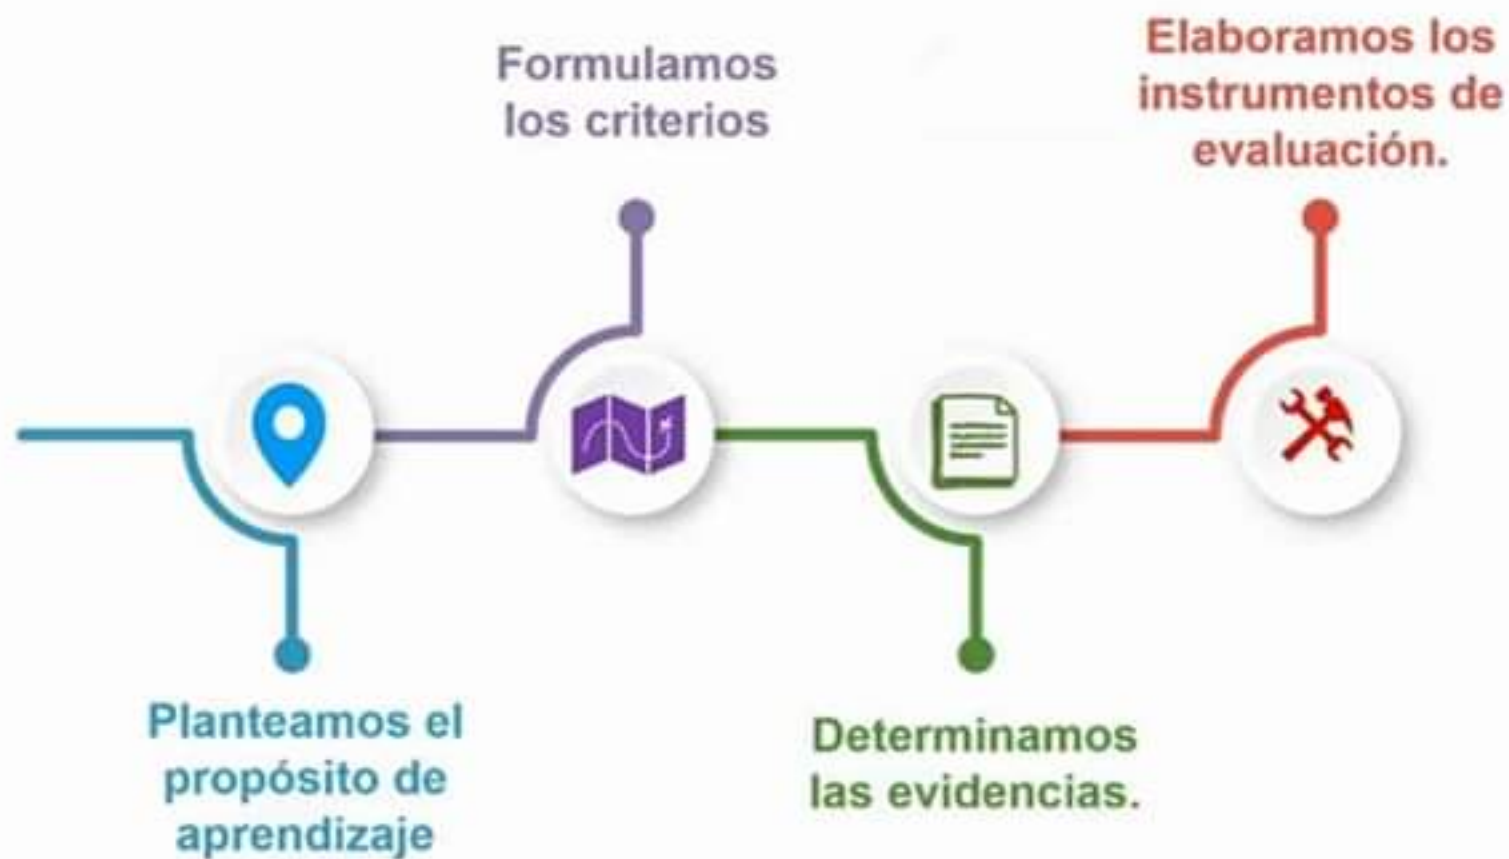 Planteamos el
propósito de
aprendizaje
Formulamos
los criterios
Determinamos
las evidencias.
Elaboramos los
instrumentos de
evaluación.